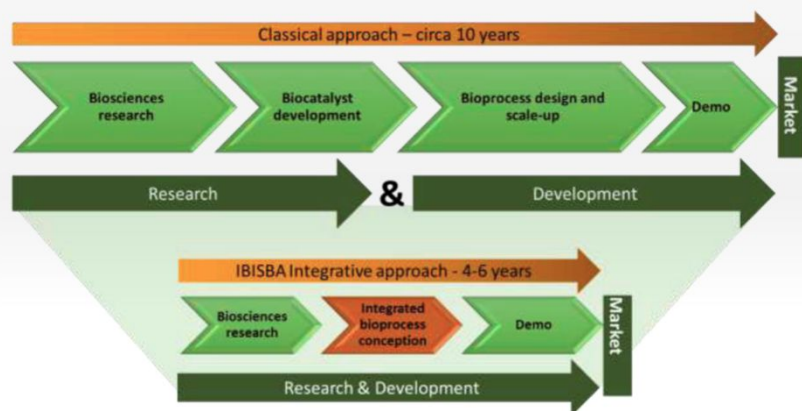 Classical approach – circa 10 years
Biosciences
research
Biocatalyst
development
Bioprocess design and
scale-up
Demo
Market
Research
&
Development
IBISBA Integrative approach - 4-6 years
Biosciences
research
Integrated
bioprocess
conception
Demo
Market
Research & Development